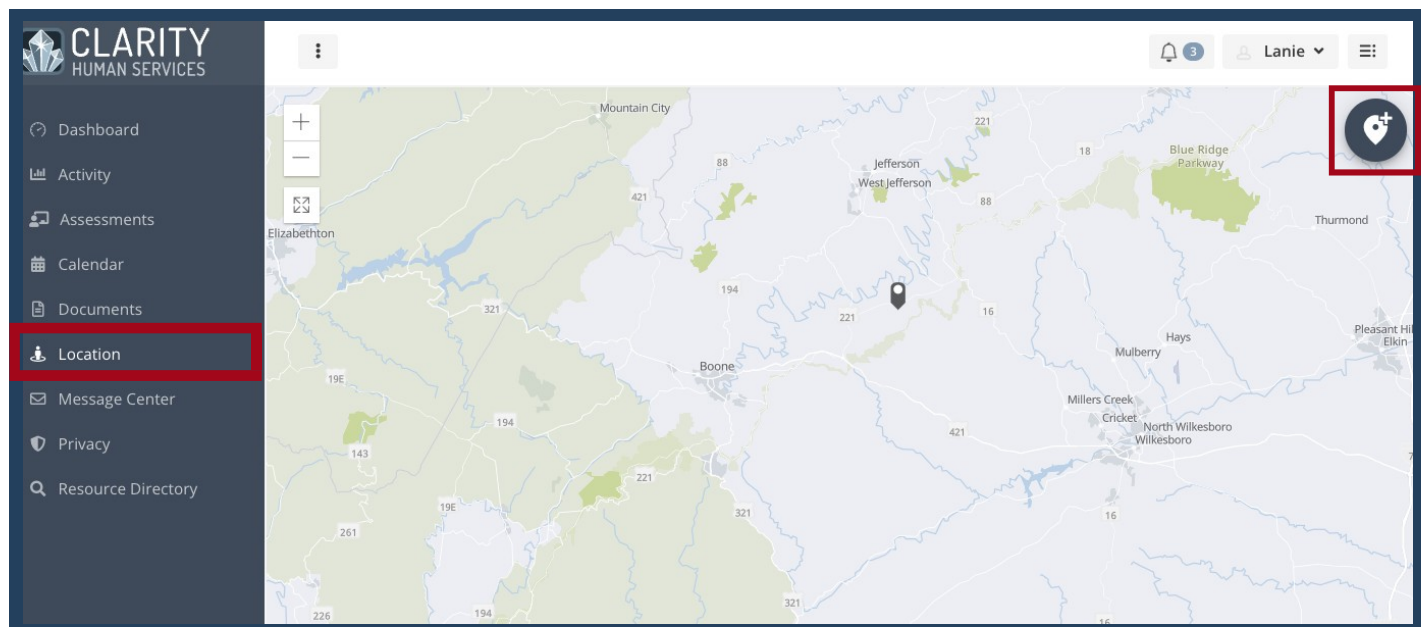 CLARITY
HUMAN SERVICES
3
Lanie
Dashboard
Activity
Assessments
Calendar
Documents
Location
Message Center
Privacy
Resource Directory
Mountain City
221
18
Blue Ridge
Parkway
88
Jefferson
West Jefferson
421
88
Thurmond
Elizabethton
194
321
221
16
Pleasant Hil
Elkin
Hays
Mulberry
Boone
19E
Millers Creek
Cricket
North Wilkesboro
Wilkesboro
194
421
143
7
221
19E
321
16
261
226
194
321
16